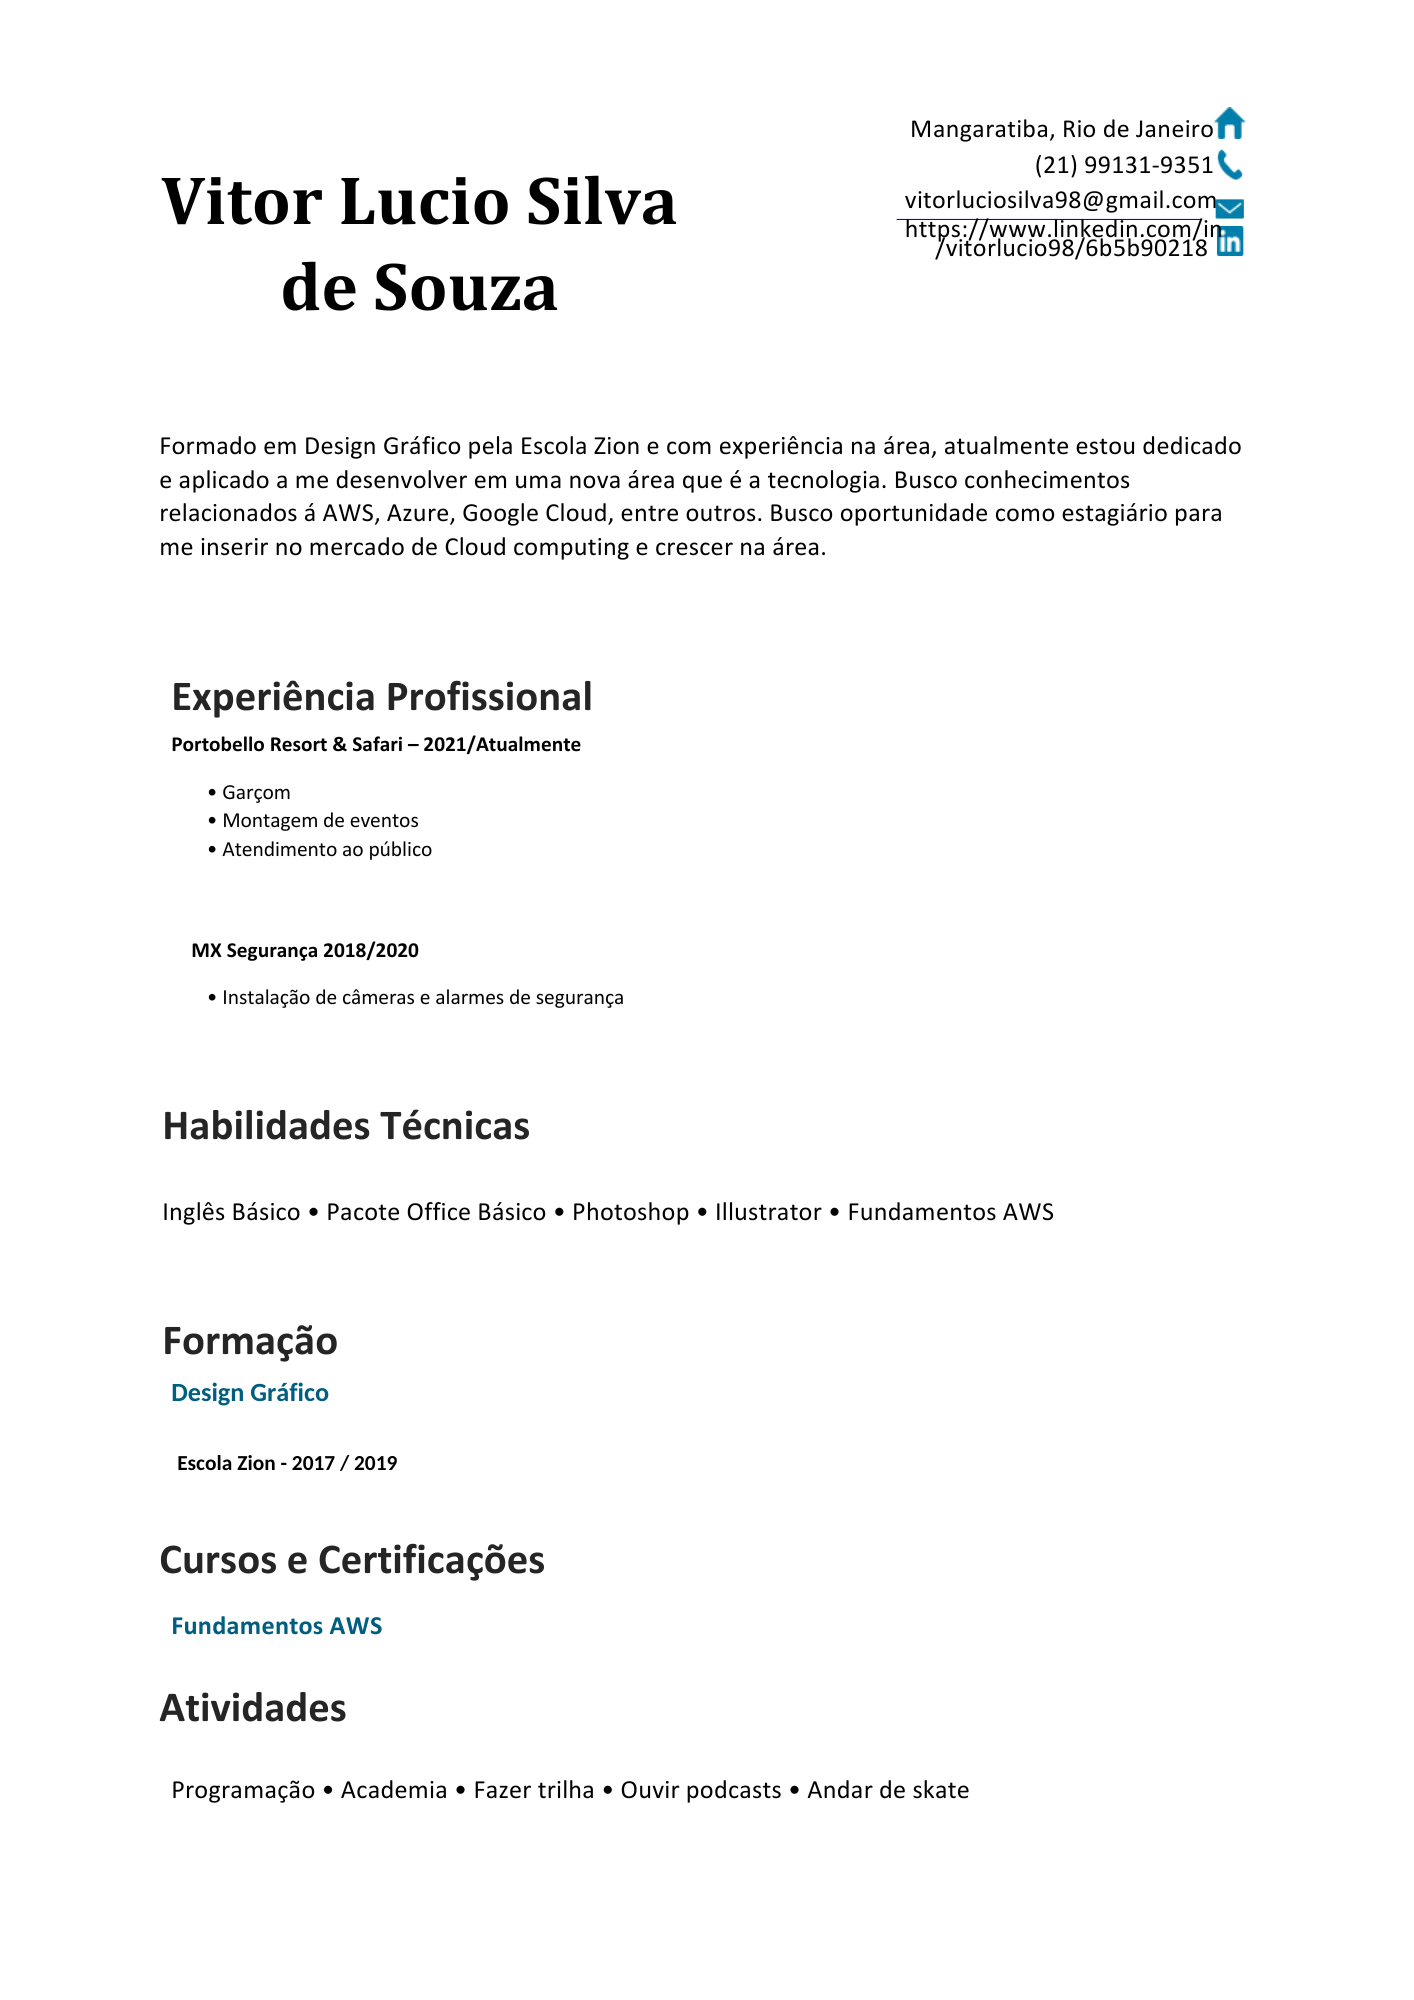 Vitor Lucio Silva
de Souza
Mangaratiba, Rio de Janeiro
(21) 99131-9351
vitorluciosilva98@gmail.com
https://www.linkedin.com/in
/vitorlucio98/6b5b90218
Formado em Design Gráfico pela Escola Zion e com experiência na área, atualmente estou dedicado
e aplicado a me desenvolver em uma nova área que é a tecnologia. Busco conhecimentos
relacionados á AWS, Azure, Google Cloud, entre outros. Busco oportunidade como estagiário para
me inserir no mercado de Cloud computing e crescer na área.
Experiência Profissional
Portobello Resort & Safari – 2021/Atualmente
• Garçom
• Montagem de eventos
• Atendimento ao público
MX Segurança 2018/2020
• Instalação de câmeras e alarmes de segurança
Habilidades Técnicas
Inglês Básico • Pacote Office Básico • Photoshop • Illustrator • Fundamentos AWS
Formação
Design Gráfico
Escola Zion - 2017 / 2019
Cursos e Certificações
Fundamentos AWS
Atividades
Programação • Academia • Fazer trilha • Ouvir podcasts • Andar de skate